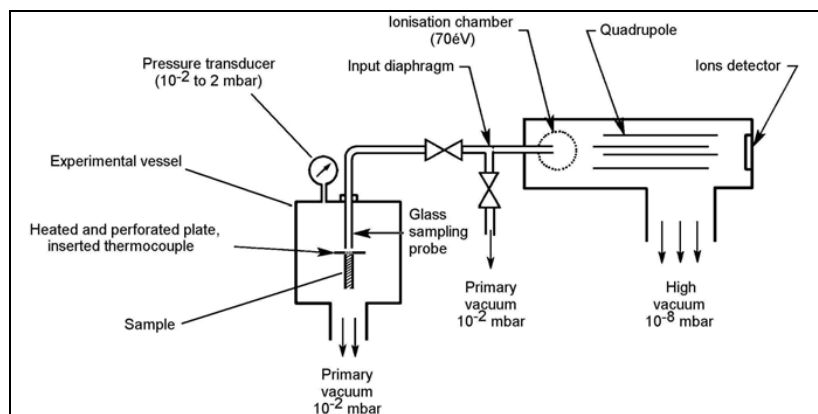 Ionisation chamber
(70éV)
Quadrupole
Pressure transducer
(10-2 to 2 mbar)
Input diaphragm
Ions detector
Experimental vessel
Heated and perforated plate,
inserted thermocouple
Glass
sampling
probe
Sample
Primary
vacuum
10-2 mbar
High
vacuum
10-8 mbar
Primary
vacuum
10-2 mbar